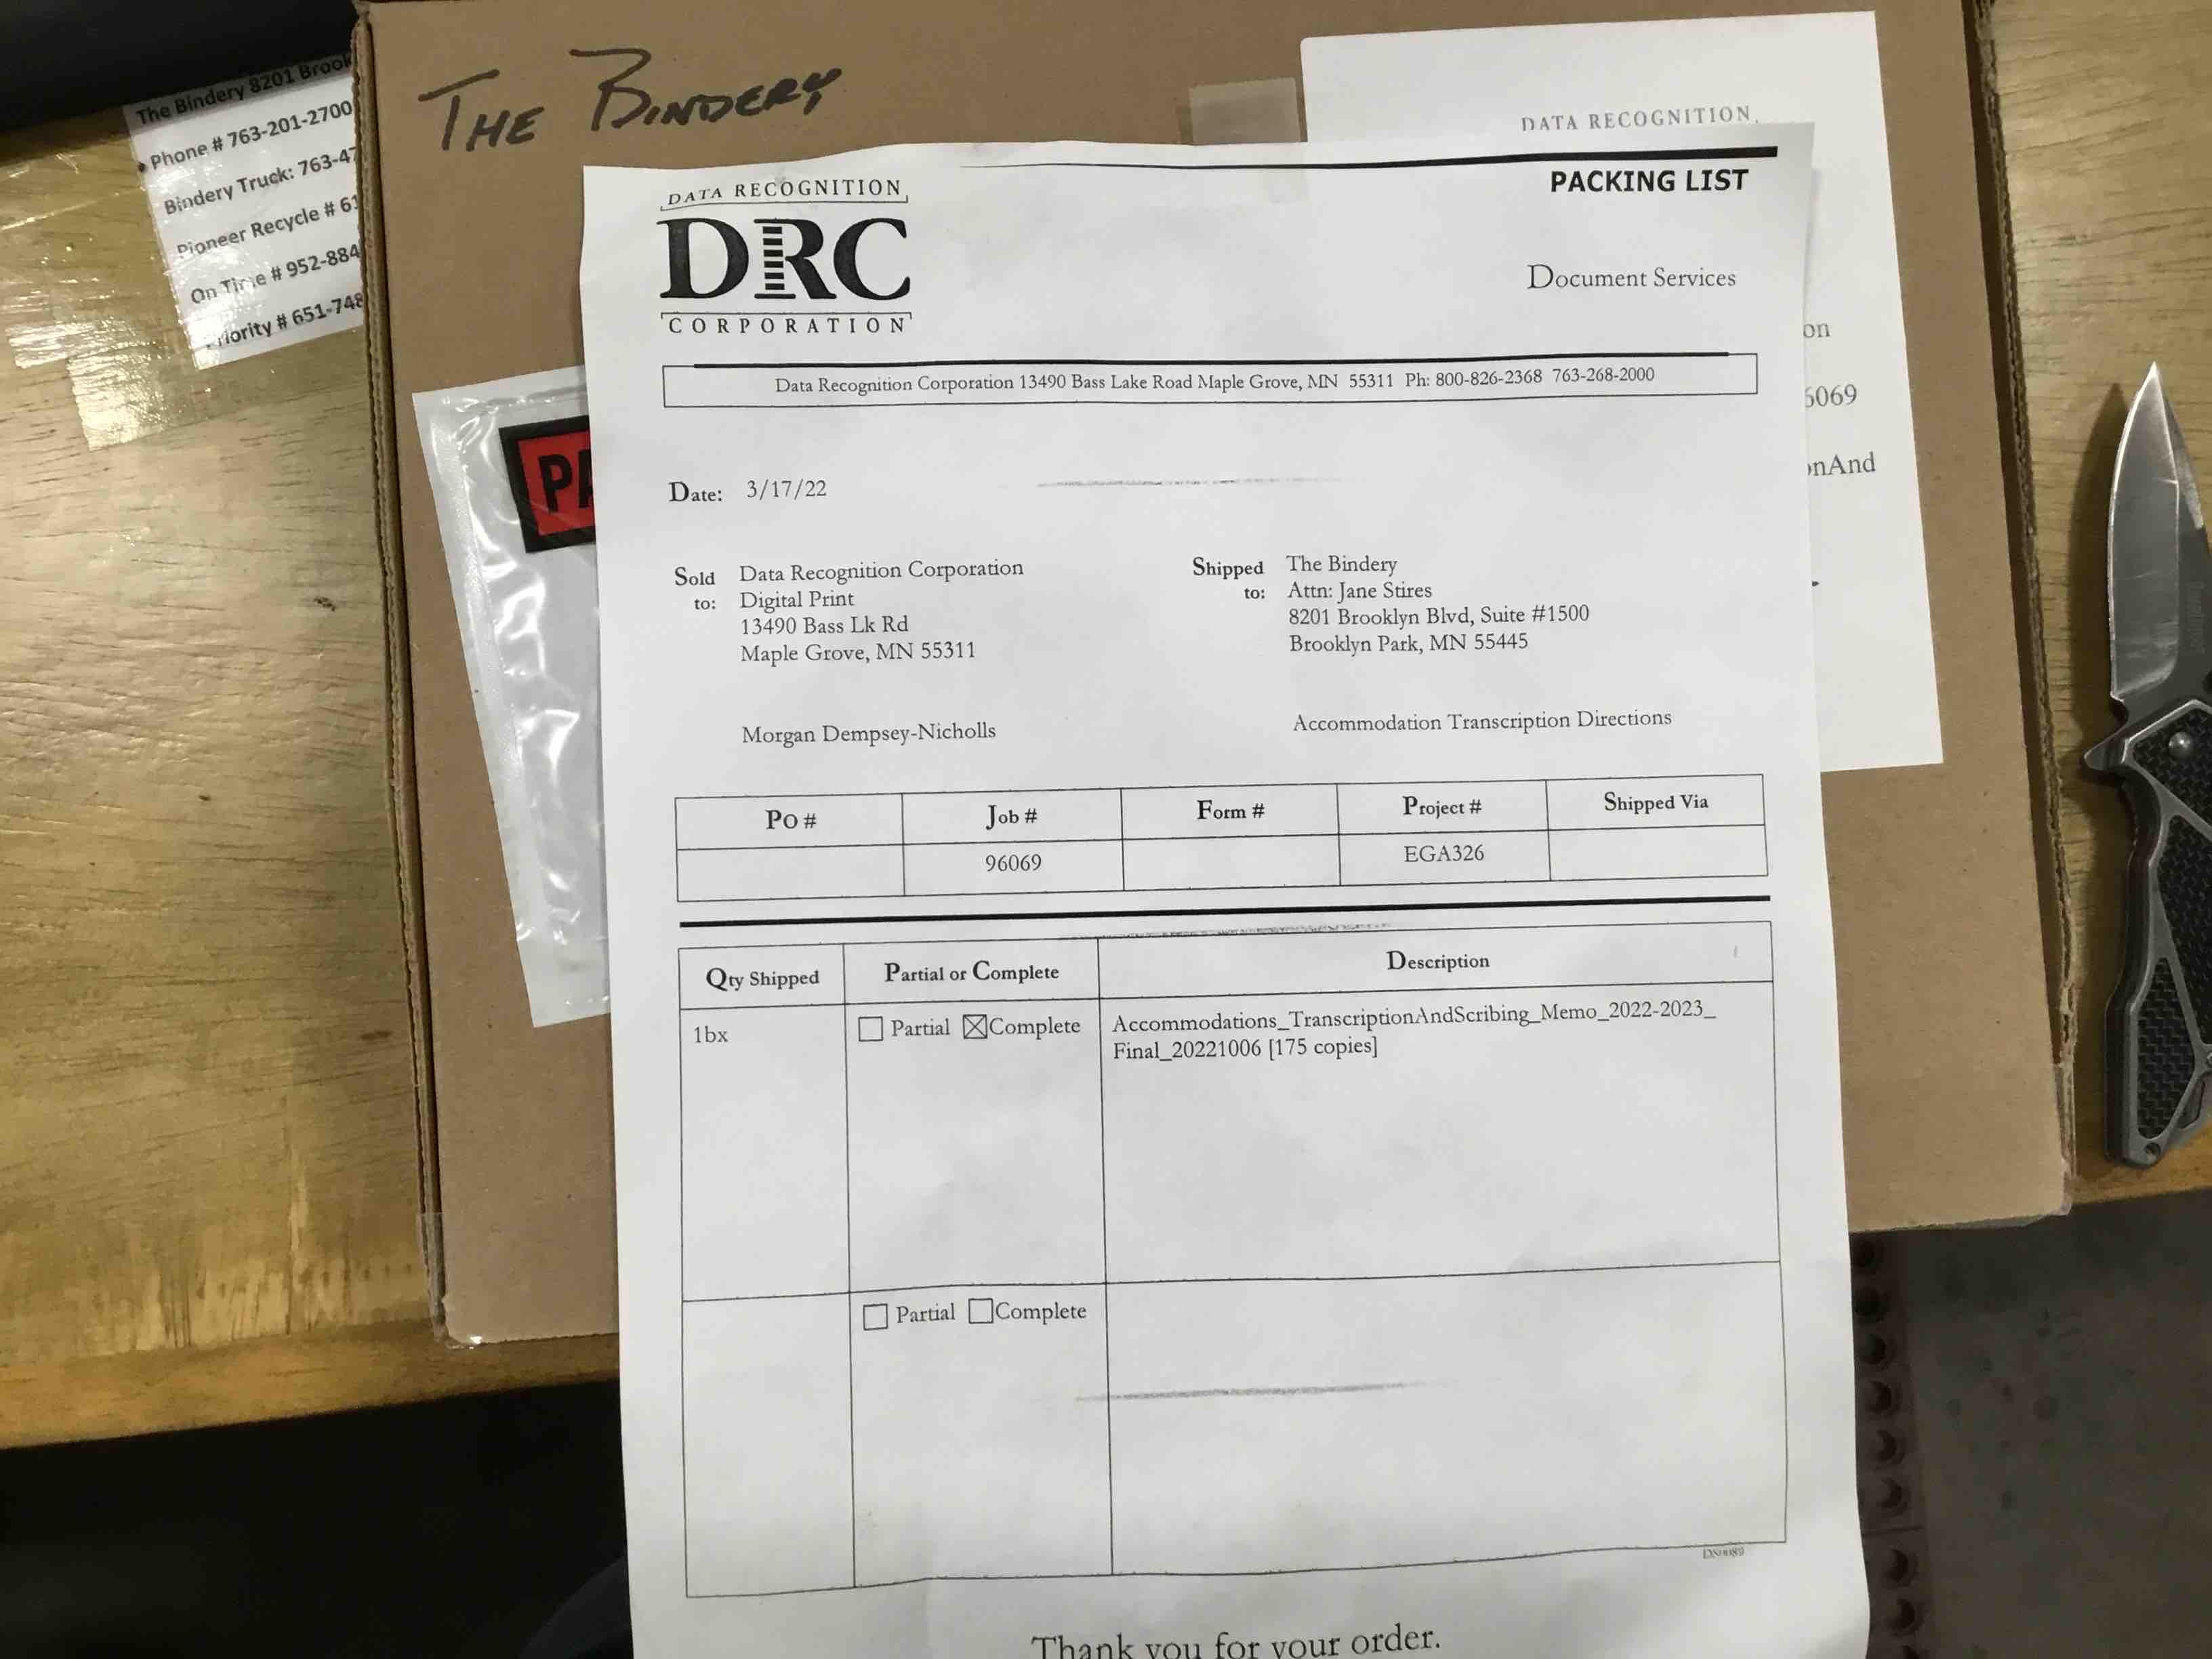 The Bindery 8201 Brook
Phone # 763-201-2700
Bindery Truck: 763-47
Pioneer Recycle # 61
On Time # 952-884
riority # 651-748
THE BINDERY
DATA RECOGNITION
on
6069
onAnd
PA
DATA RECOGNITION
DRC
CORPORATION
PACKING LIST
Document Services
Data Recognition Corporation 13490 Bass Lake Road Maple Grove, MN 55311 Ph: 800-826-2368 763-268-2000
Date: 3/17/22
Sold to: Data Recognition Corporation
Digital Print
13490 Bass Lk Rd
Maple Grove, MN 55311
Morgan Dempsey-Nicholls
Shipped to: The Bindery
Attn: Jane Stires
8201 Brooklyn Blvd, Suite #1500
Brooklyn Park, MN 55445
Accommodation Transcription Directions
PO # Job # Form # Project # Shipped Via
96069 EGA326
Qty Shipped Partial or Complete Description
1bx Partial Complete Accommodations_TranscriptionAndScribing_Memo_2022-2023_
Final_20221006 [175 copies]
Partial Complete
Thank you for your order.